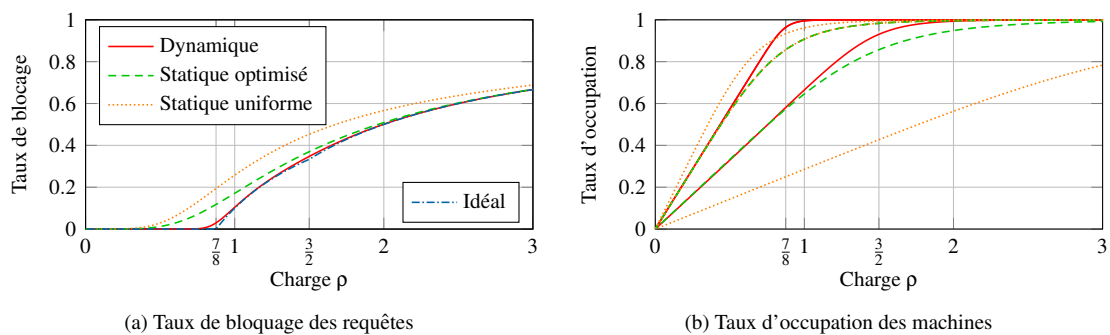 1
0.8
0.6
0.4
0.2
0
Taux de blocage
Dynamique
Statique optimisé
Statique uniforme
Idéal
0 7/8 1 3/2 2 3
Charge ρ
(a) Taux de bloquage des requêtes
1
0.8
0.6
0.4
0.2
0
Taux d'occupation
0 7/8 1 3/2 2 3
Charge ρ
(b) Taux d'occupation des machines